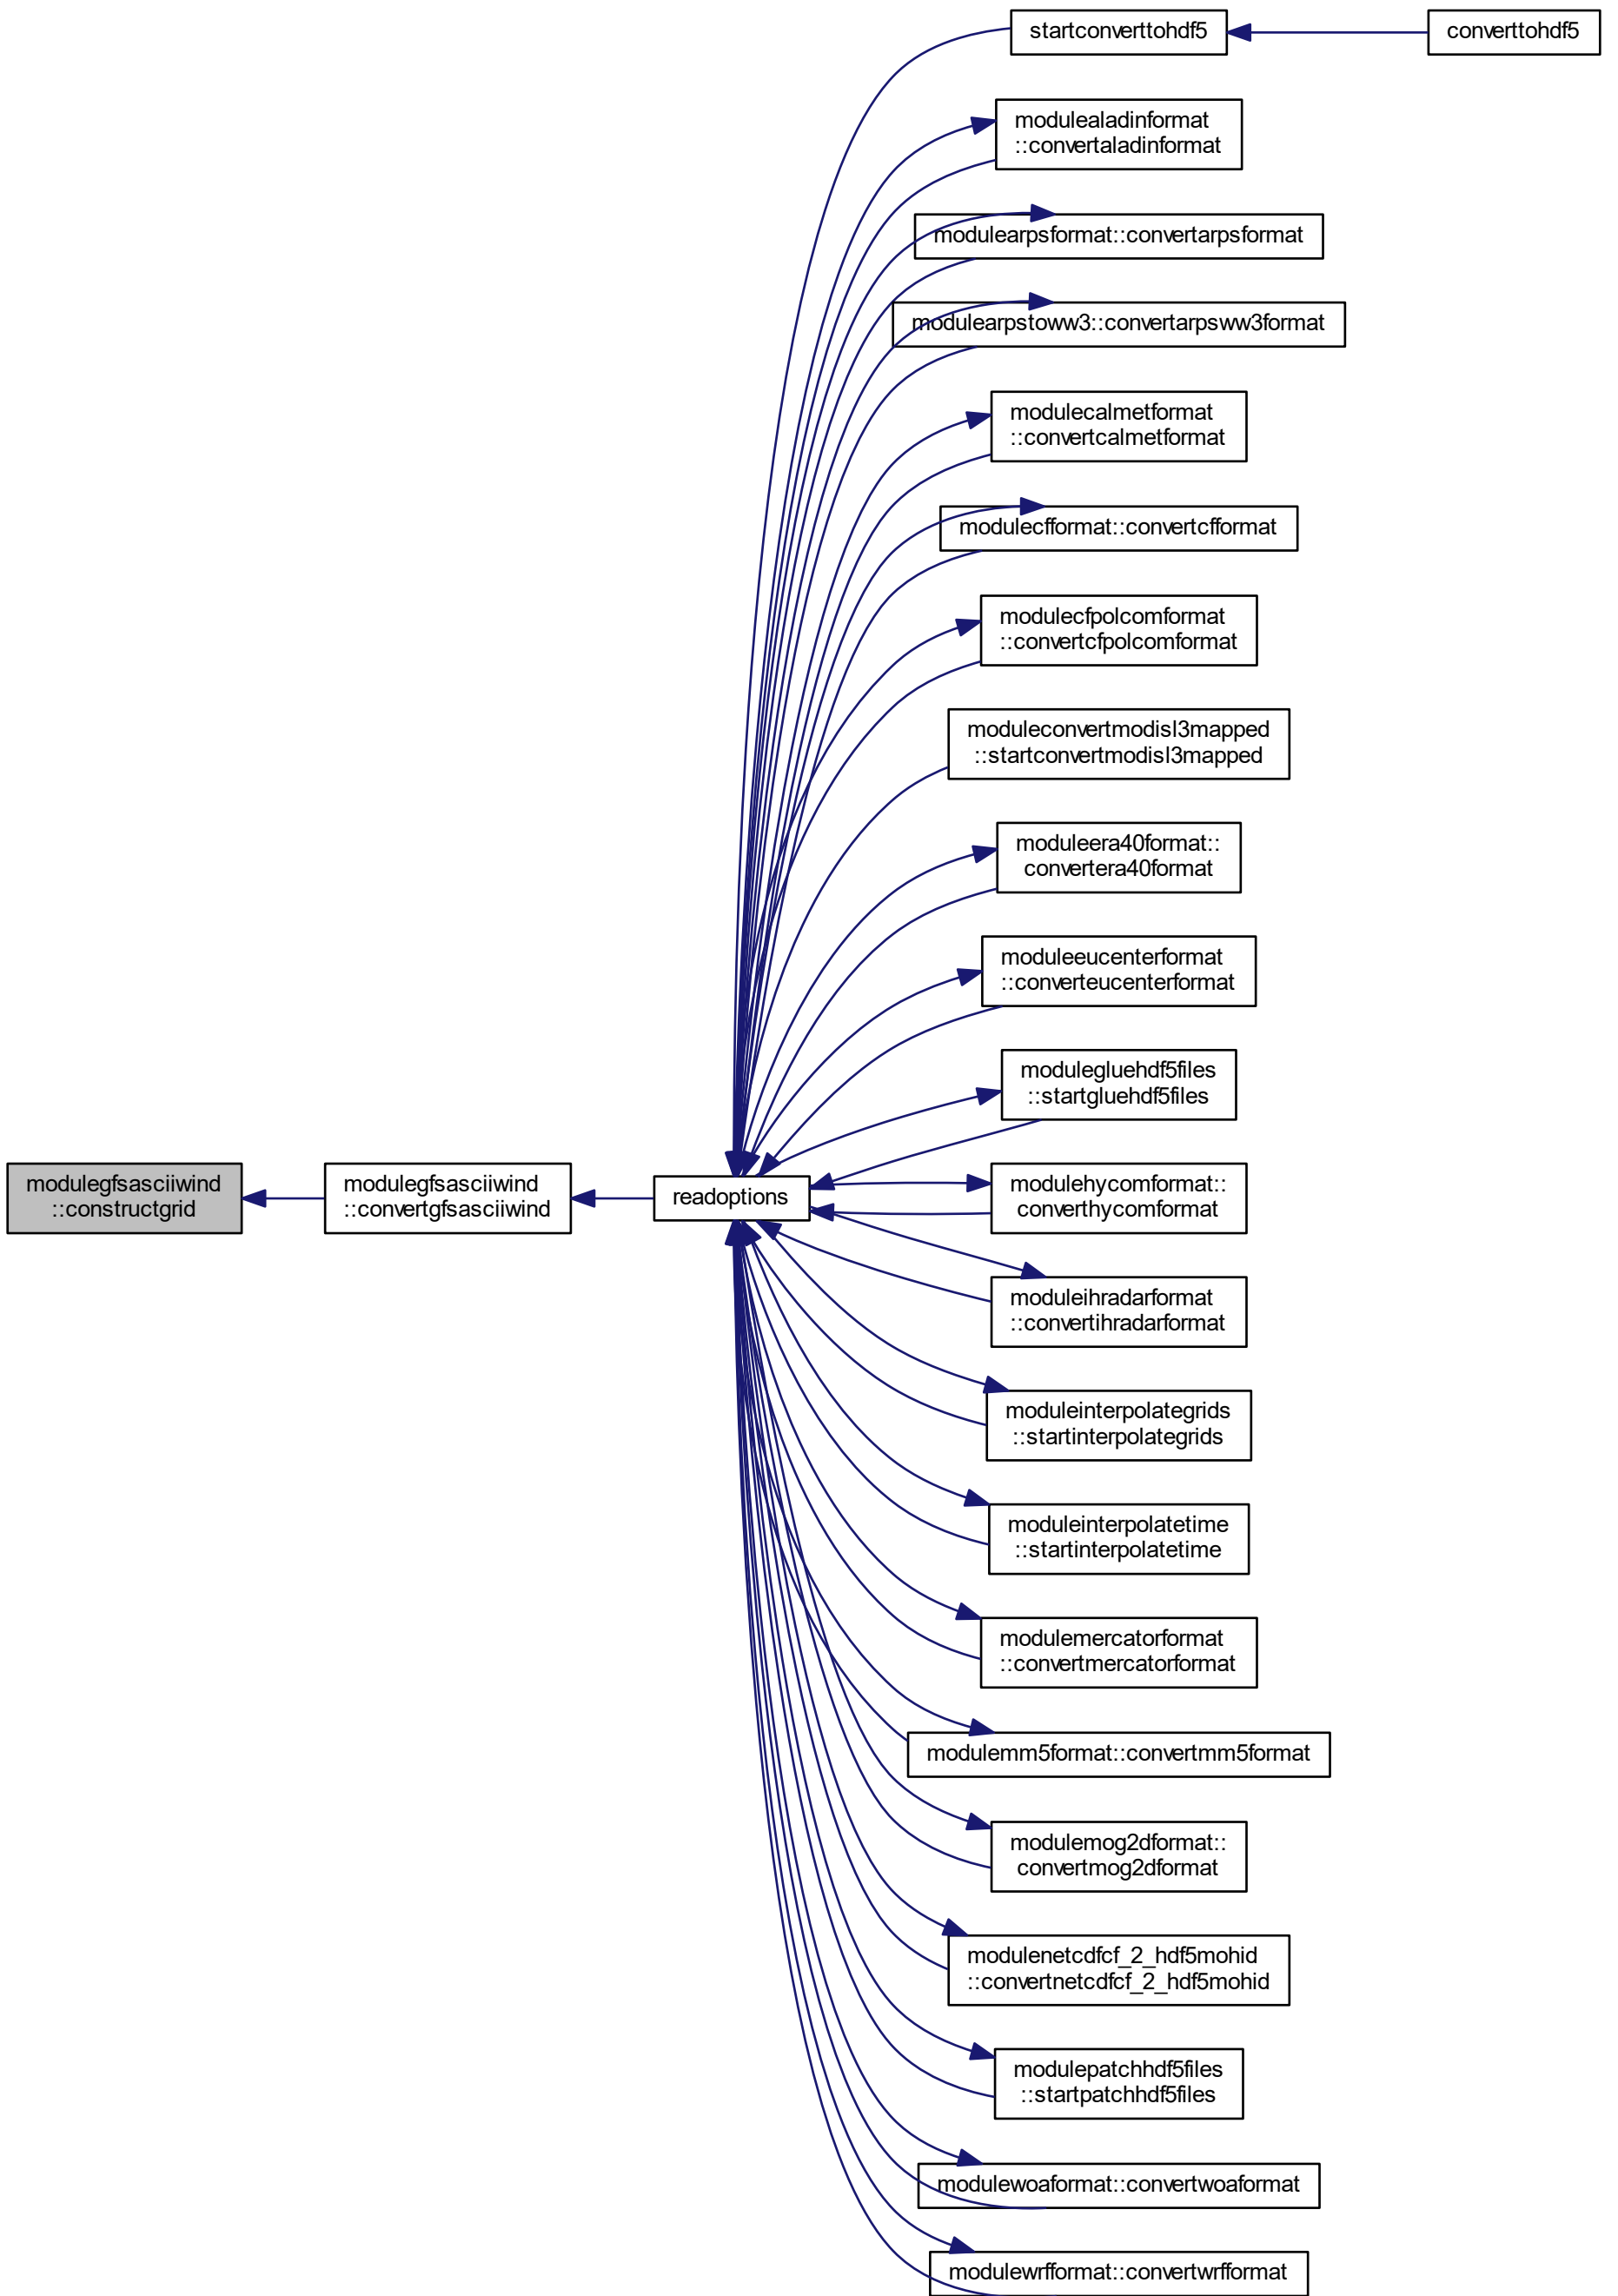 startconverttohdf5
converttohdf5
modulealadinformat
::convertaladinformat
modulearpsformat::convertarpsformat
modulearpstoww3::convertarpsww3format
modulecalmetformat
::convertcalmetformat
modulecfformat::convertcfformat
modulecfpolcomformat
::convertcfpolcomformat
moduleconvertmodisl3mapped
::startconvertmodisl3mapped
moduleera40format::
convertera40format
moduleeucenterformat
::converteucenterformat
modulegluehdf5files
::startgluehdf5files
modulegfsasciiwind
::constructgrid
modulegfsasciiwind
::convertgfsasciiwind
readoptions
modulehycomformat::
converthycomformat
moduleihradarformat
::convertihradarformat
moduleinterpolategrids
::startinterpolategrids
moduleinterpolatetime
::startinterpolatetime
modulemercatorformat
::convertmercatorformat
modulemm5format::convertmm5format
modulemog2dformat::
convertmog2dformat
modulenetcdfcf_2_hdf5mohid
::convertnetcdfcf_2_hdf5mohid
modulepatchhdf5files
::startpatchhdf5files
modulewoaformat::convertwoaformat
modulewrfformat::convertwrfformat